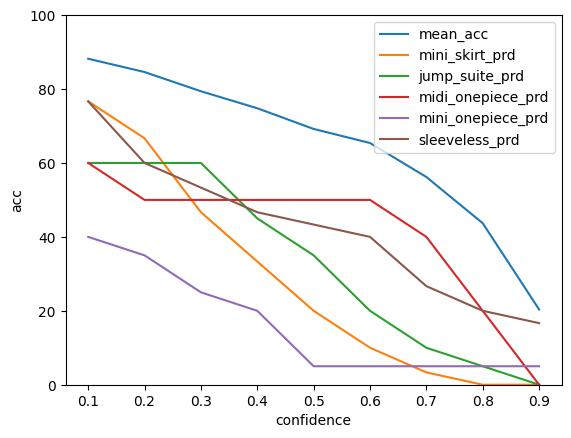 100
80
60
40
20
0
acc
mean_acc
mini_skirt_prd
jump_suite_prd
midi_onepiece_prd
mini_onepiece_prd
sleeveless_prd
0.1 0.2 0.3 0.4 0.5 0.6 0.7 0.8 0.9
confidence